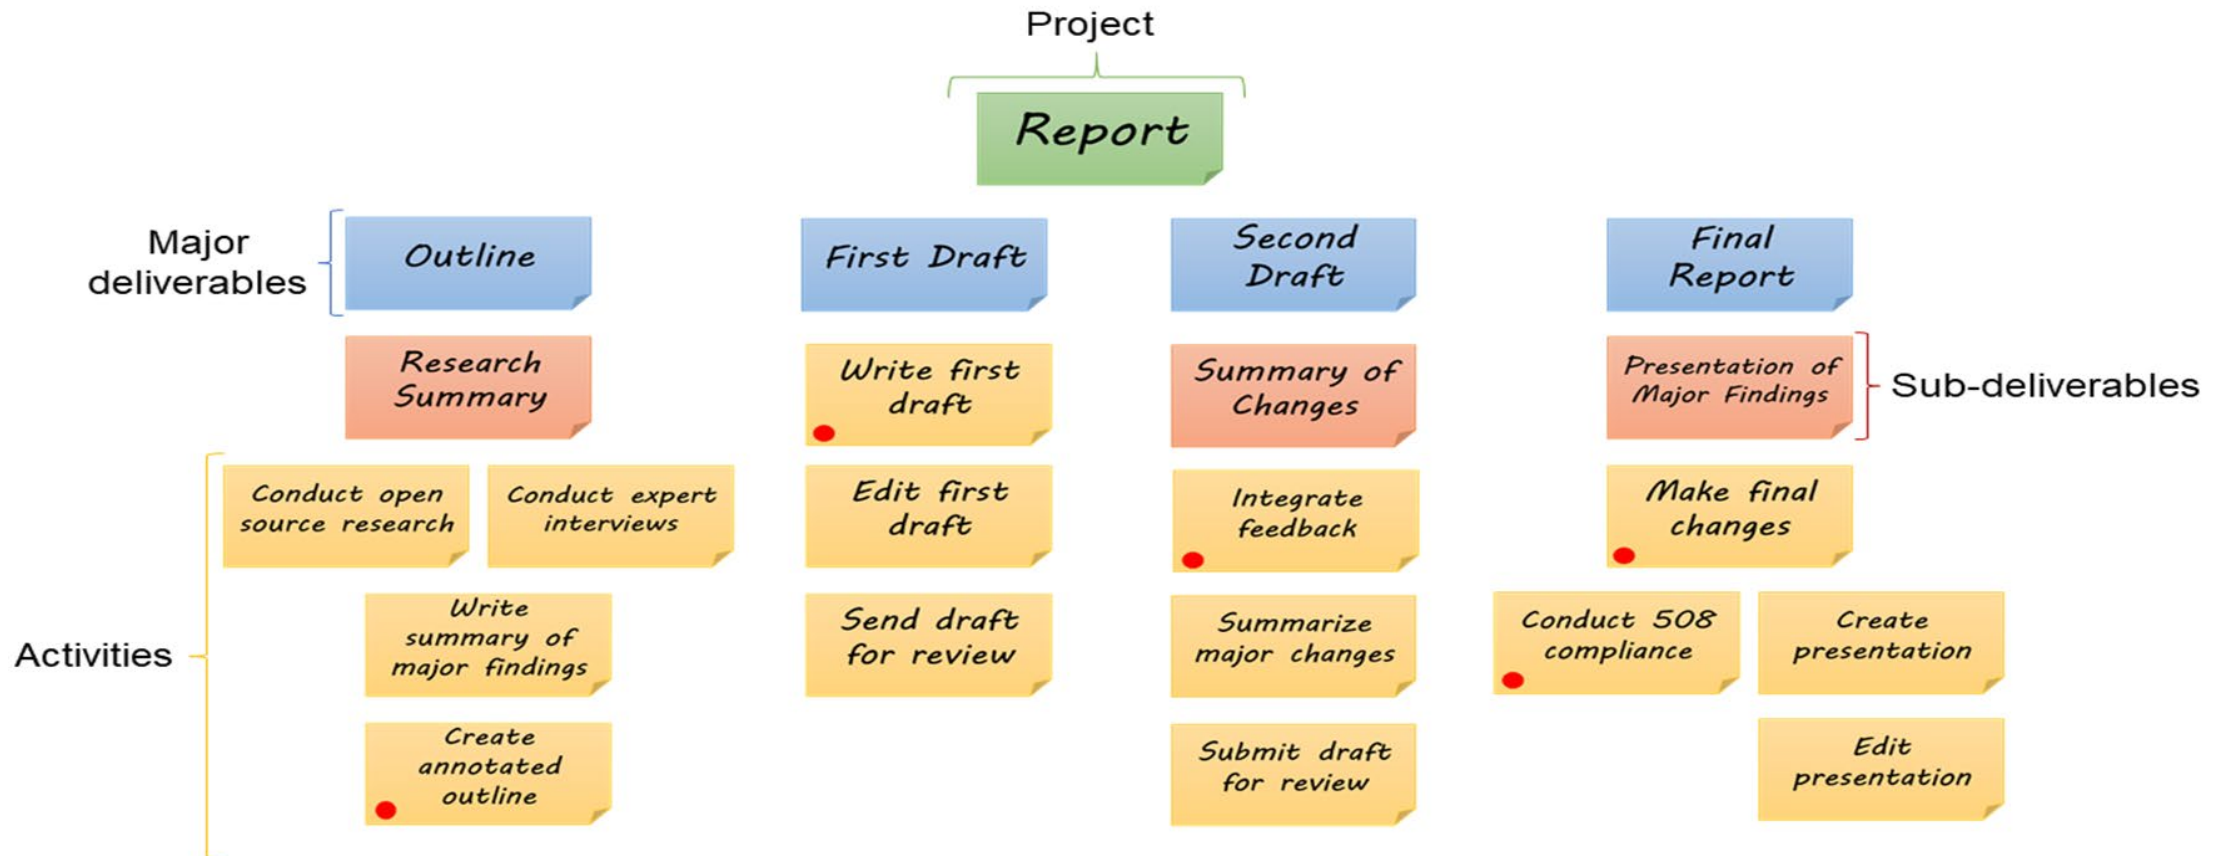 Project
Report
Major
deliverables
Outline
First Draft
Second
Draft
Final
Report
Research
Summary
Write first
draft
Summary of
Changes
Presentation of
Major Findings
Sub-deliverables
Activities
Conduct open
source research
Conduct expert
interviews
Edit first
draft
Integrate
feedback
Make final
changes
Write
summary of
major findings
Send draft
for review
Summarize
major changes
Conduct 508
compliance
Create
presentation
Create
annotated
outline
Submit draft
for review
Edit
presentation